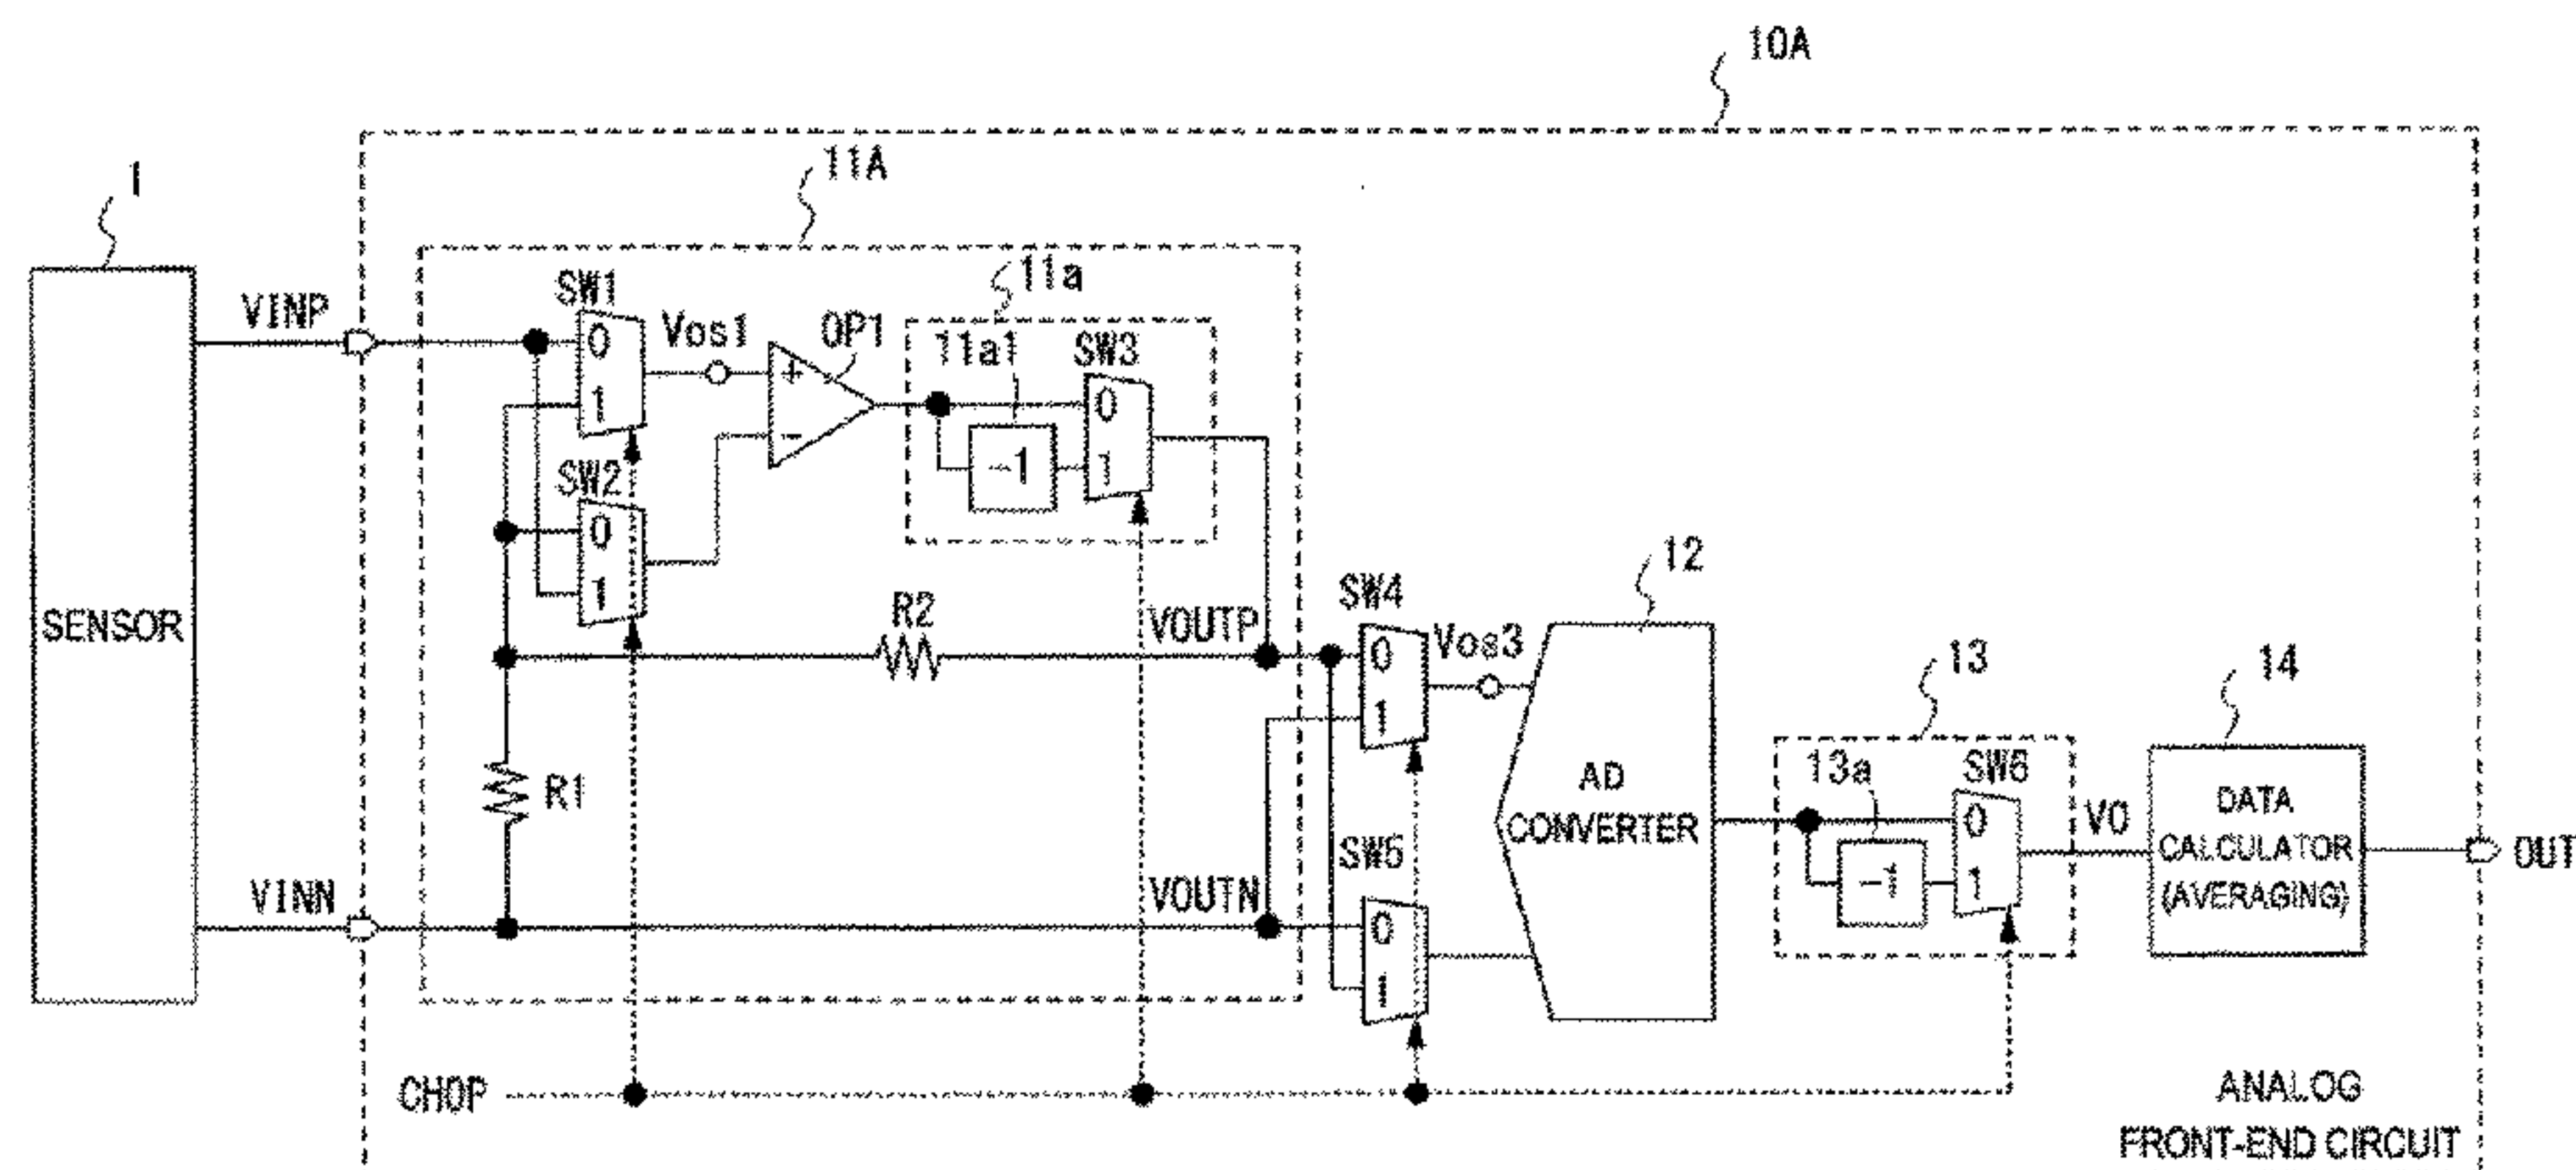 10A
11A
1
11a
SW1
VINP
Vos1
OP1
11a1
SW3
0
+
0
1
-1
1
-
SW2
0
1
12
SW4
R2
VOUTP
Vos3
SENSOR
0
13
14
1
R1
AD
CONVERTER
13a
SW6
DATA
CALCULATOR
(AVERAGING)
0
VO
OUT
SW5
-1
1
VINN
VOUTN
0
1
CHOP
ANALOG
FRONT-END CIRCUIT